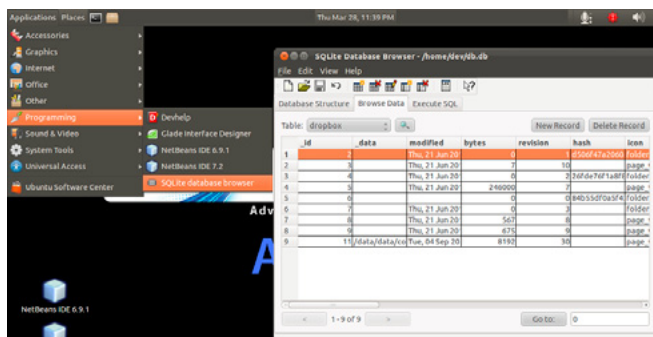 Applications Places Thu Mar 28, 11:39 PM
Accessories
Graphics
Internet
Office
Other
Programming
Sound & Video
System Tools
Universal Access
Ubuntu Software Center
Devhelp
Glade Interface Designer
NetBeans IDE 6.9.1
NetBeans IDE 7.2
SQLite database browser
Adv
A
NetBeans IDE 6.9.1
SQLite Database Browser - /home/dev/db.db
File Edit View Help
Database Structure Browse Data Execute SQL
Table: dropbox New Record Delete Record
_id _data modified bytes revision hash icon
1 2 Thu, 21 Jun 20 0 1 d506f47a2060 folder
2 3 Thu, 21 Jun 20 7 10 page_
3 4 Thu, 21 Jun 20 0 2 folder
4 5 Thu, 21 Jun 20 246000 7 page_
5 6 0 0 folder
6 7 Thu, 21 Jun 20 0 3 folder
7 8 Thu, 21 Jun 20 567 8 page_
8 9 Thu, 21 Jun 20 675 9 page_
9 11 /data/data/co Tue, 04 Sep 20 8192 30 page_
< 1 - 9 of 9 > Go to: 0